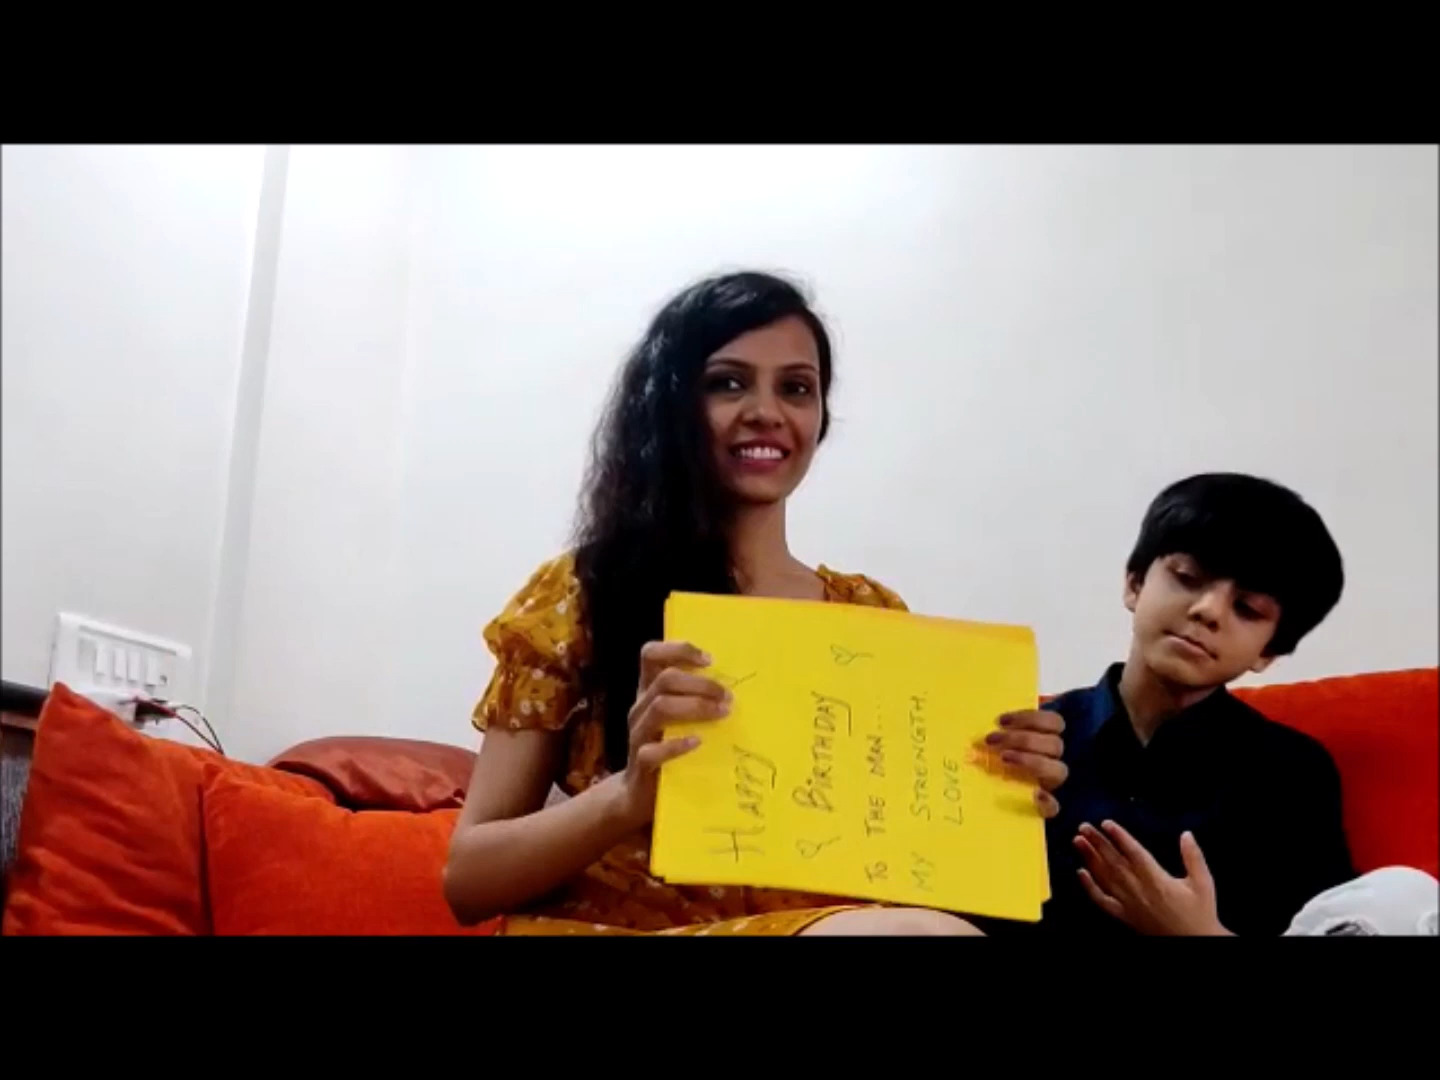 HAPPY
BIRTHDAY
TO THE MAN....
MY STRENGTH.
LOVE